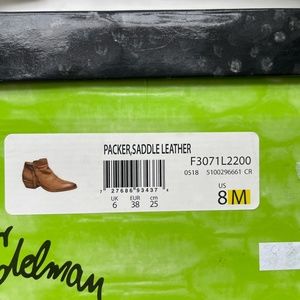 PACKER,SADDLE LEATHER
F3071L2200
0518 5100296661 CR
7 27686 93437 4
UK EUR cm
6 38 25
US
8 M
Edelman